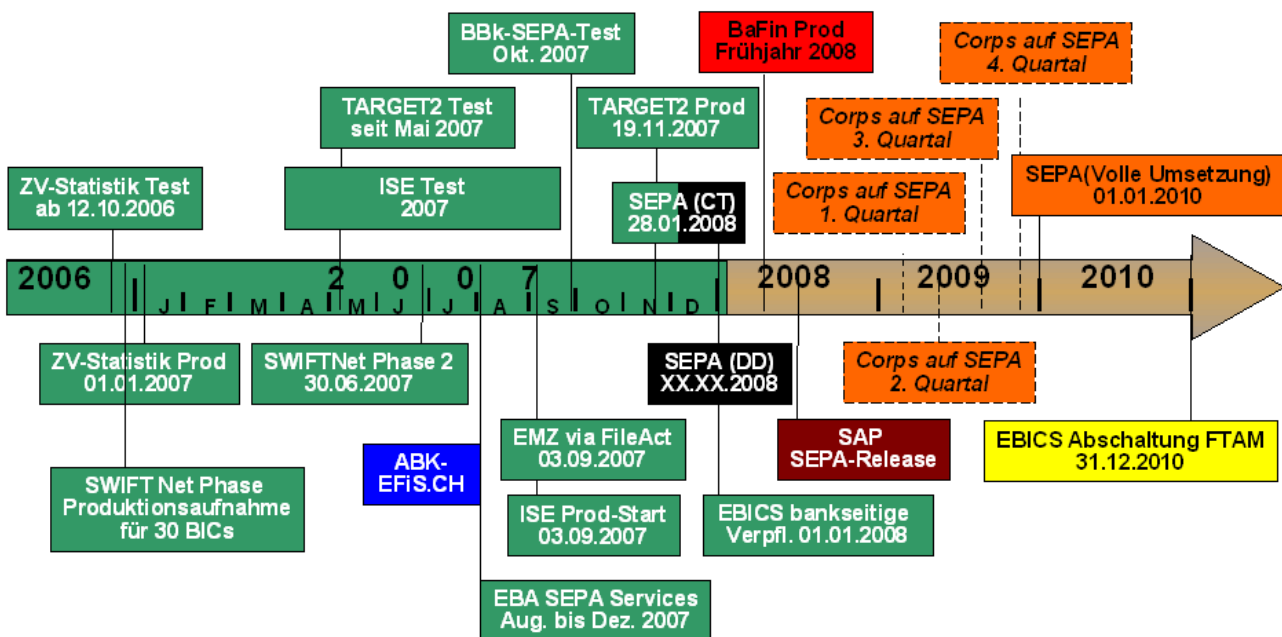 BBk-SEPA-Test
Okt. 2007
BaFin Prod
Frühjahr 2008
Corps auf SEPA
4. Quartal
TARGET2 Test
seit Mai 2007
TARGET2 Prod
19.11.2007
Corps auf SEPA
3. Quartal
ZV-Statistik Test
ab 12.10.2006
ISE Test
2007
SEPA (CT)
28.01.2008
Corps auf SEPA
1. Quartal
SEPA(Volle Umsetzung)
01.01.2010
2006 2 0 0 7 2008 2009 2010
J F M A M J J A S O N D
ZV-Statistik Prod
01.01.2007
SWIFTNet Phase 2
30.06.2007
SEPA (DD)
XX.XX.2008
Corps auf SEPA
2. Quartal
ABK-
EFiS.CH
EMZ via FileAct
03.09.2007
SAP
SEPA-Release
EBICS Abschaltung FTAM
31.12.2010
SWIFT Net Phase
Produktionsaufnahme
für 30 BICs
ISE Prod-Start
03.09.2007
EBICS bankseitige
Verpfl. 01.01.2008
EBA SEPA Services
Aug. bis Dez. 2007